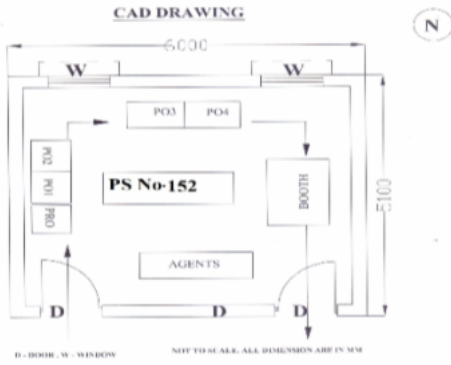 CAD DRAWING
N
6000
W W
PO3 PO4
PO2
PO1
PRO
PS No-152
BOOTH
5100
AGENTS
D D D
D - DOOR , W - WINDOW
NOT TO SCALE, ALL DIMENSION ARE IN MM